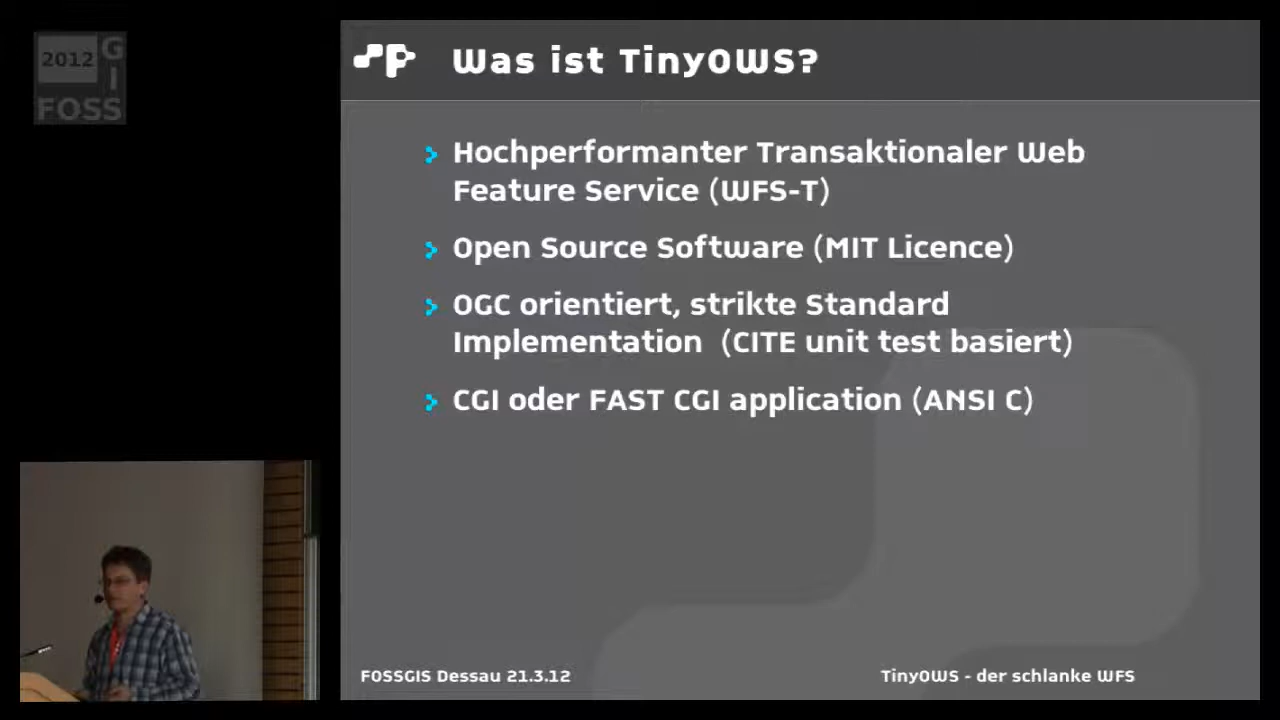 2012 G
I
FOSS
Was ist TinyOWS?
Hochperformanter Transaktionaler Web
Feature Service (WFS-T)
Open Source Software (MIT Licence)
OGC orientiert, strikte Standard
Implementation (CITE unit test basiert)
CGI oder FAST CGI application (ANSI C)
FOSSGIS Dessau 21.3.12
TinyOWS - der schlanke WFS